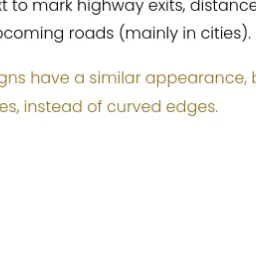 to mark highway exits, distance
pcoming roads (mainly in cities).
gns have a similar appearance,
es, instead of curved edges.